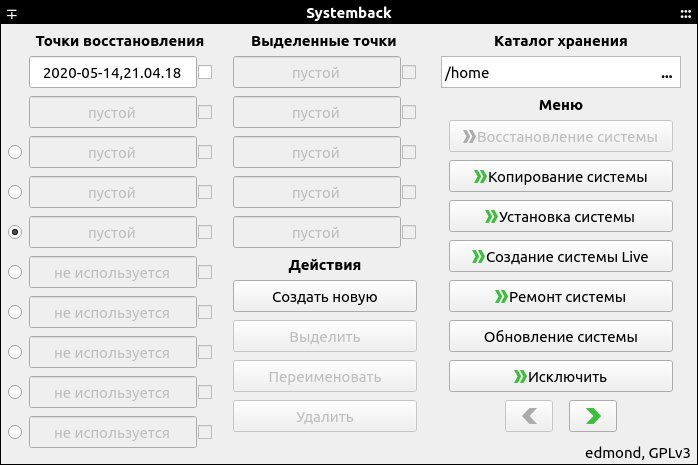 Systemback
Точки восстановления
2020-05-14,21.04.18
пустой
пустой
пустой
пустой
не используется
не используется
не используется
не используется
не используется
Выделенные точки
пустой
пустой
пустой
пустой
пустой
Действия
Создать новую
Выделить
Переименовать
Удалить
Каталог хранения
/home ...
Меню
Восстановление системы
Копирование системы
Установка системы
Создание системы Live
Ремонт системы
Обновление системы
Исключить
edmond, GPLv3